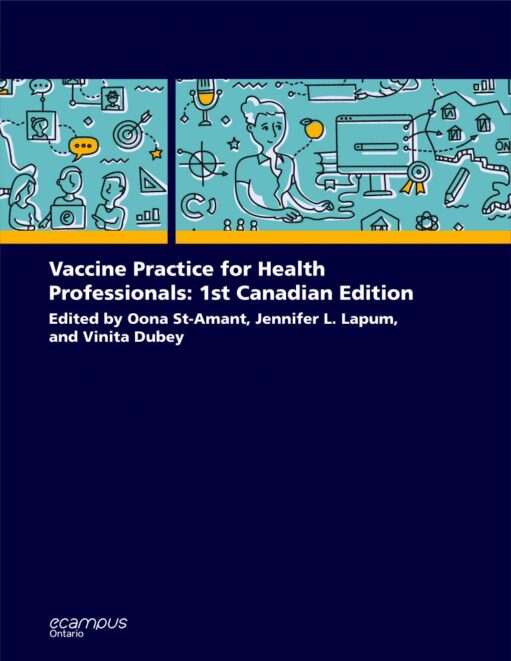 ON
Vaccine Practice for Health
Professionals: 1st Canadian Edition
Edited by Oona St-Amant, Jennifer L. Lapum,
and Vinita Dubey
ecampus
Ontario